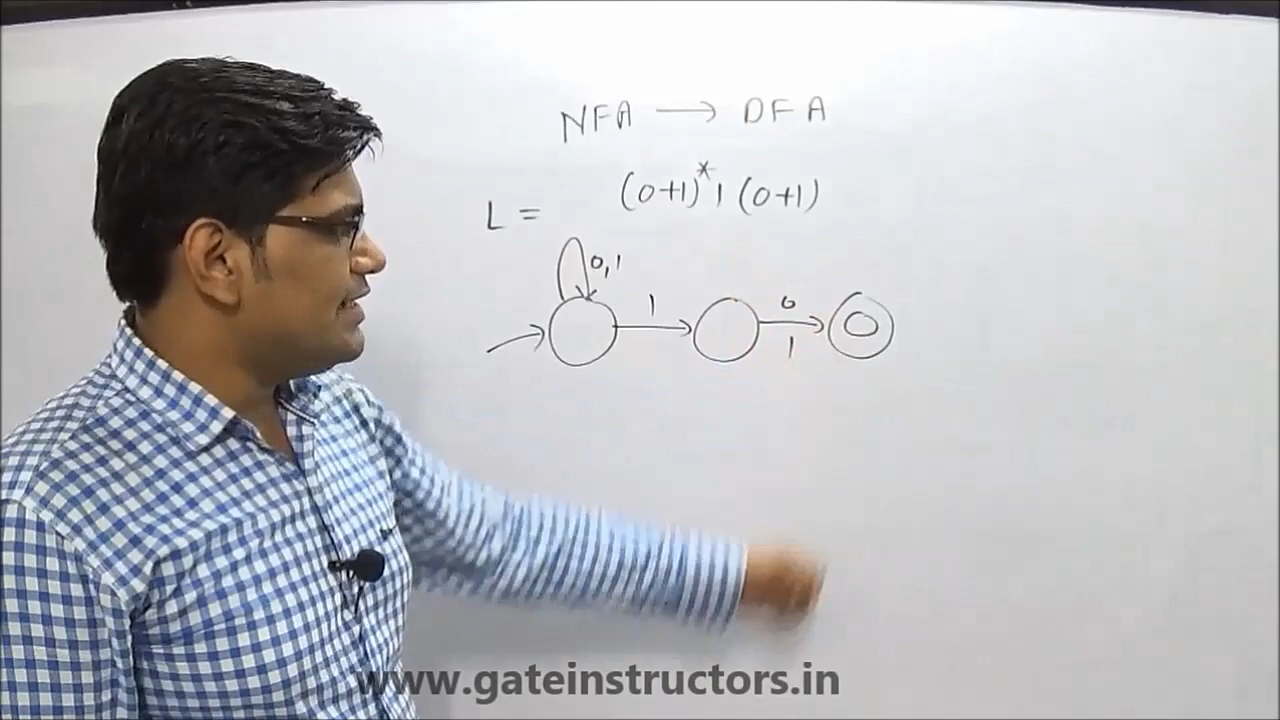 NFA → DFA
L = (0+1)*1(0+1)
0,1
1
0
1
www.gateinstructors.in